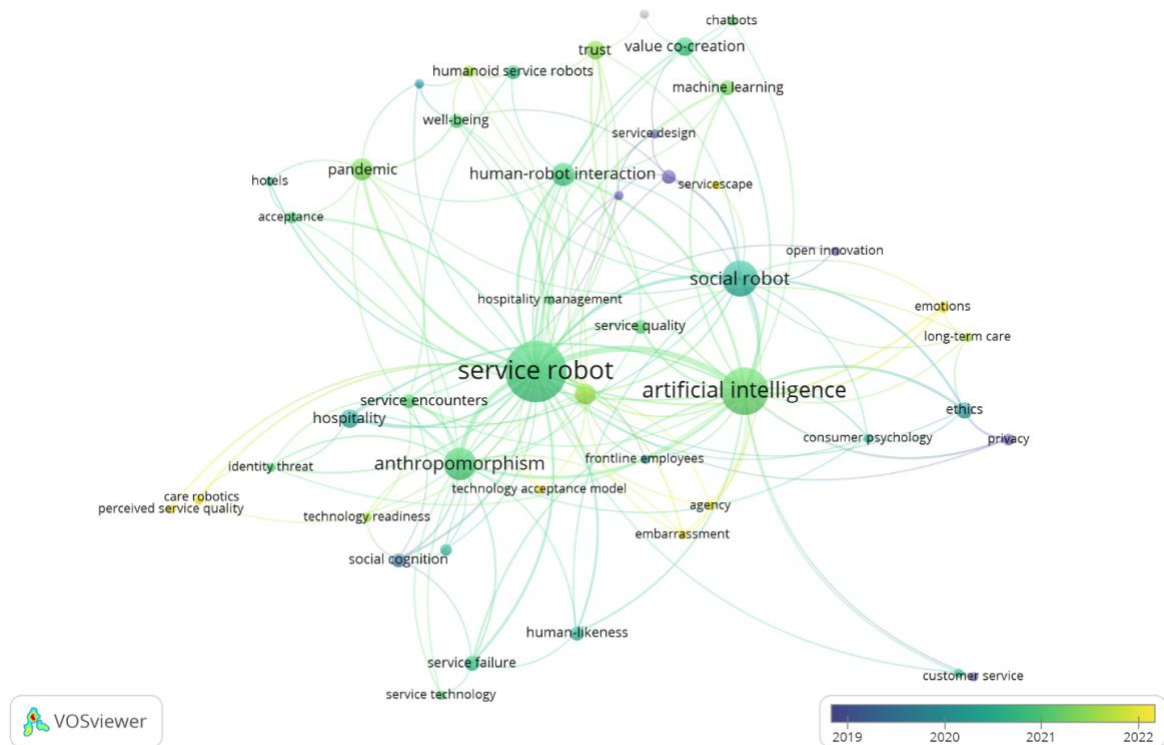 chatbots
trust
value co-creation
humanoid service robots
machine learning
well-being
service design
pandemic
human-robot interaction
hotels
servicescape
acceptance
open innovation
social robot
hospitality management
emotions
service quality
long-term care
service robot
artificial intelligence
service encounters
hospitality
ethics
consumer psychology
privacy
anthropomorphism
frontline employees
identity threat
technology acceptance model
care robotics
perceived service quality
agency
technology readiness
embarrassment
social cognition
human-likeness
service failure
customer service
service technology
VOSviewer
2019 2020 2021 2022